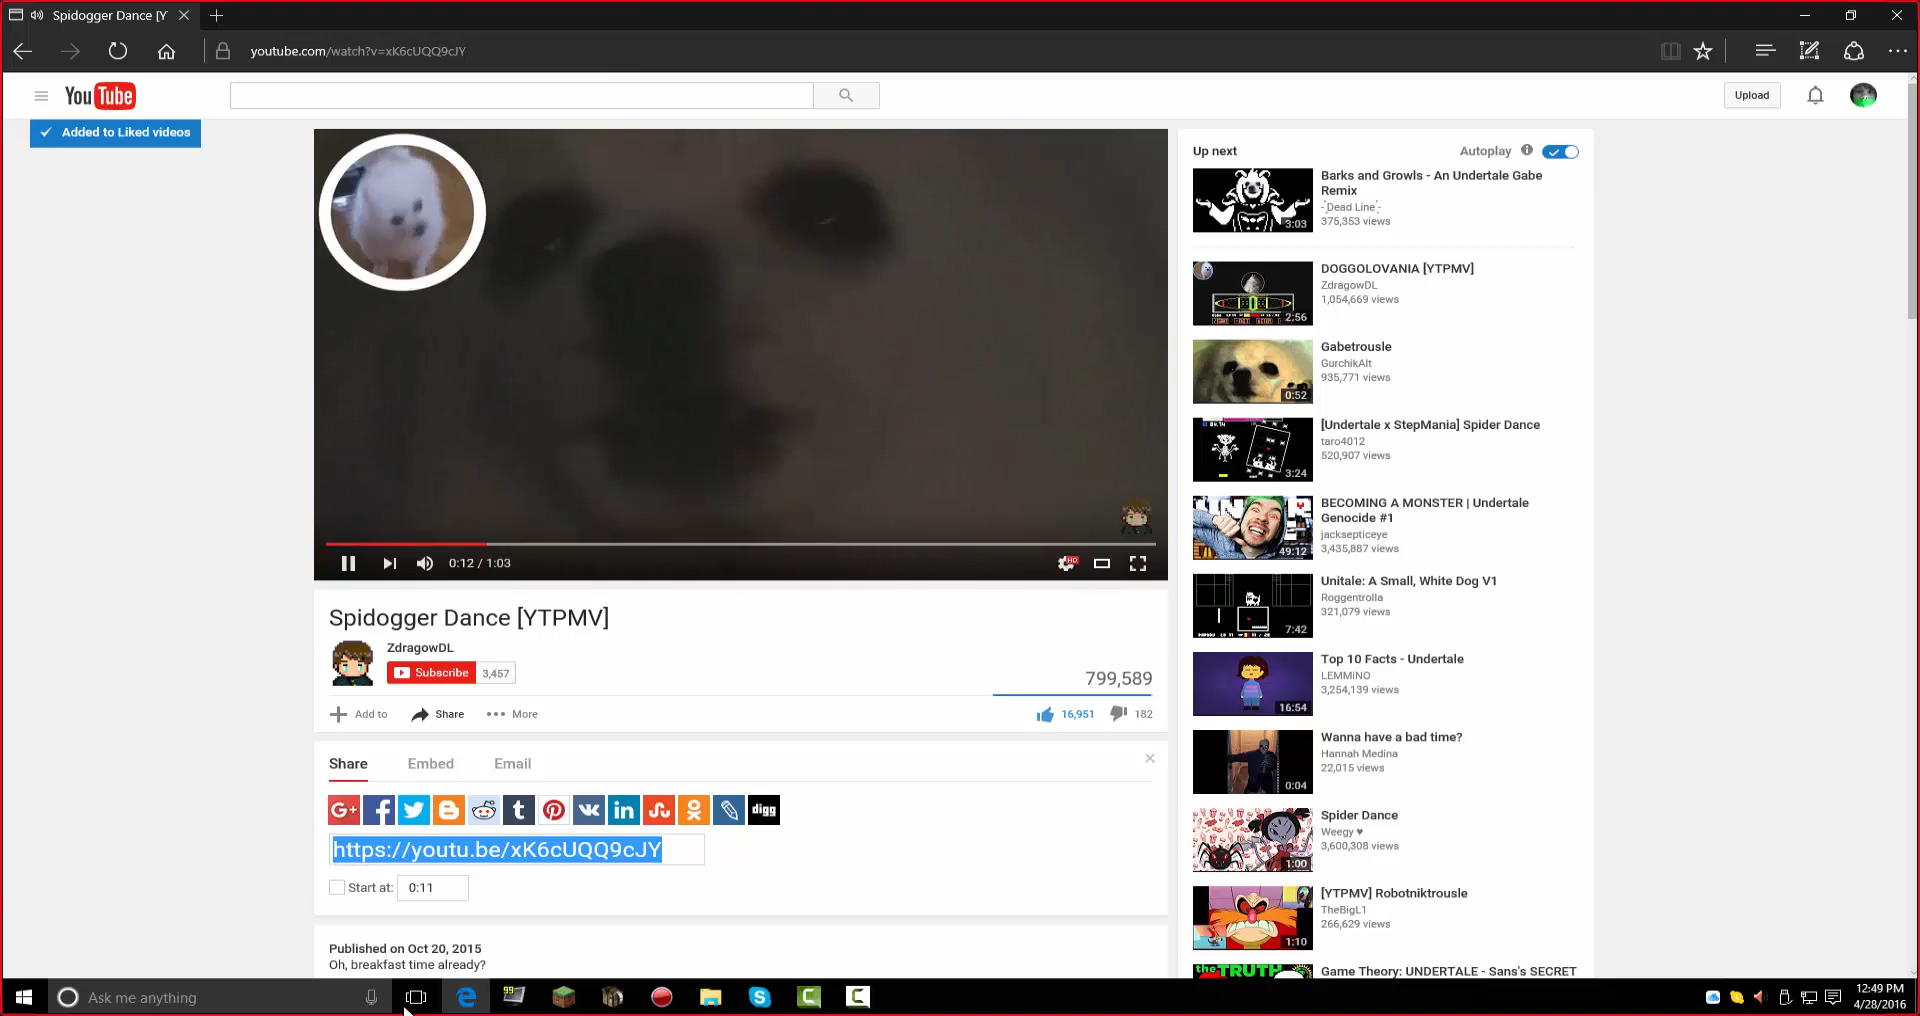 Spidogger Dance [Y
youtube.com/watch?v=xK6cUQQ9cJY
YouTube
Upload
Added to Liked videos
0:12 / 1:03
HD
Spidogger Dance [YTPMV]
ZdragowDL
Subscribe
3,457
799,589
Add to
Share
More
16,951
182
Share
Embed
Email
G+
digg
https://youtu.be/xK6cUQQ9cJY
Start at:
0:11
Published on Oct 20, 2015
Oh, breakfast time already?
Up next
Autoplay
3:03
Barks and Growls - An Undertale Gabe
Remix
Dead Line
375,353 views
2:56
DOGGOLOVANIA [YTPMV]
ZdragowDL
1,054,669 views
0:52
Gabetrousle
GurchikAlt
935,771 views
3:24
[Undertale x StepMania] Spider Dance
taro4012
520,907 views
49:12
BECOMING A MONSTER | Undertale
Genocide #1
jacksepticeye
3,435,887 views
7:42
Unitale: A Small, White Dog V1
Roggentrolla
321,079 views
16:54
Top 10 Facts - Undertale
LEMMiNO
3,254,139 views
0:04
Wanna have a bad time?
Hannah Medina
22,015 views
1:00
Spider Dance
Weegy ♥
3,600,308 views
1:10
[YTPMV] Robotniktrousle
TheBigL1
266,629 views
the TRUTH
Game Theory: UNDERTALE - Sans's SECRET
Ask me anything
99
12:49 PM
4/28/2016